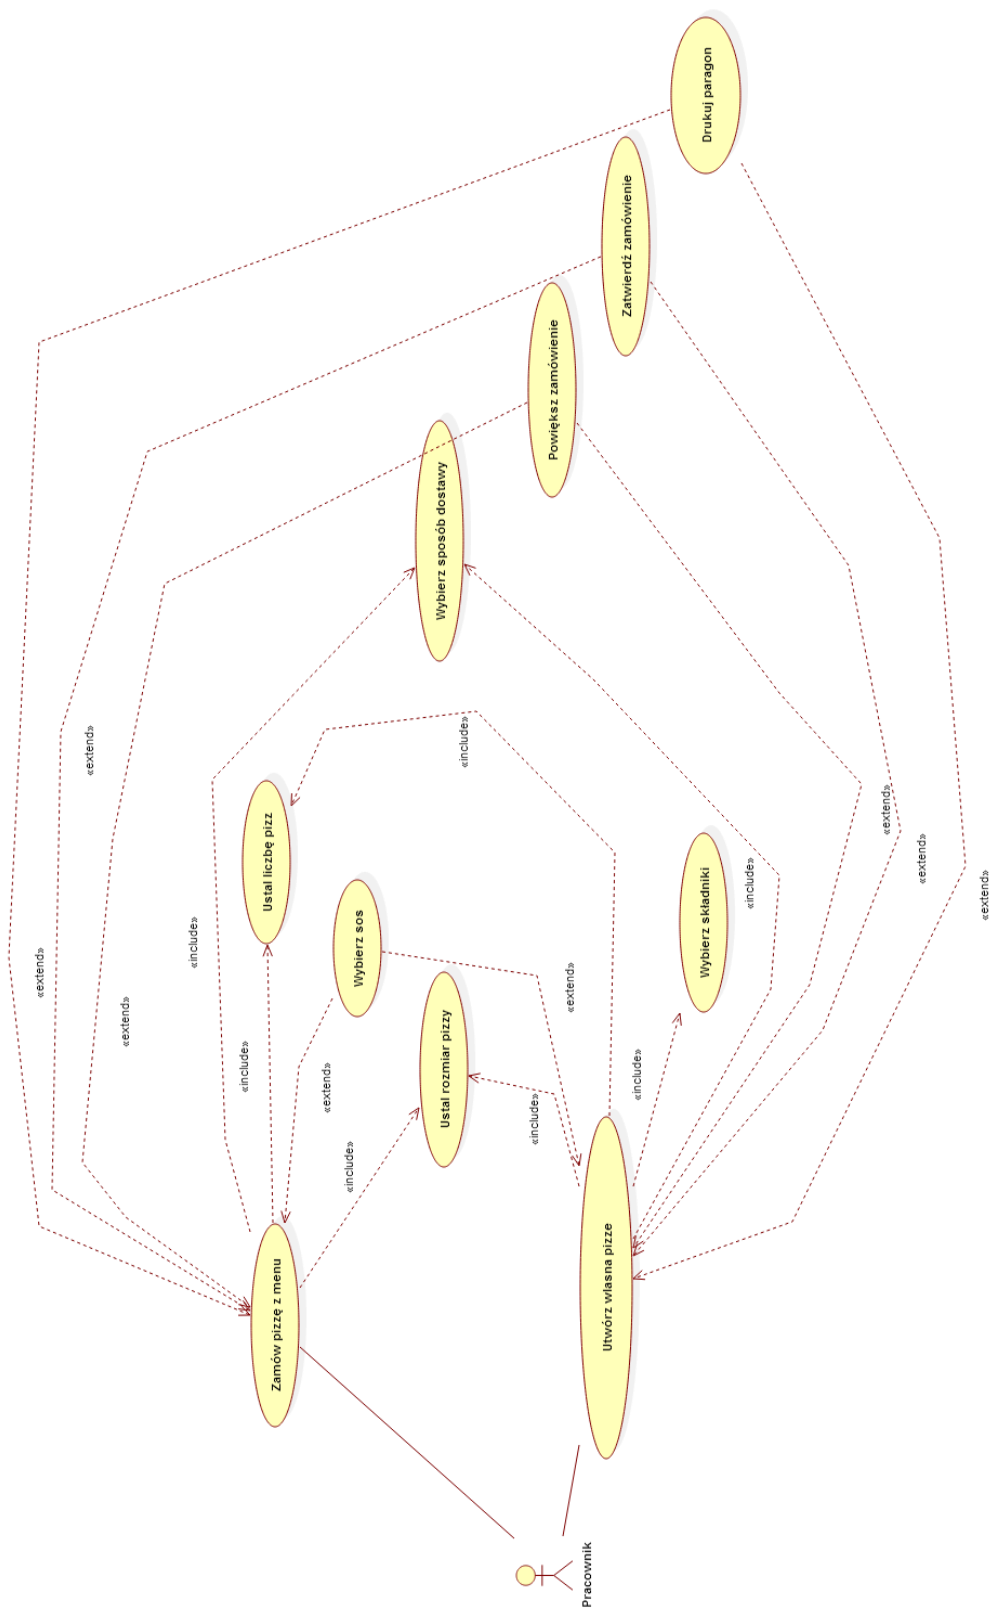 «extend»
«extend»
«extend»
«include»
«include»
Ustal liczbę pizz
Zamów pizzę z menu
«extend»
«include»
Wybierz sos
Wybierz sposób dostawy
Ustal rozmiar pizzy
«include»
«include»
Powiększ zamówienie
«extend»
Pracownik
Utwórz wlasna pizze
Zatwierdź zamówienie
«include»
Wybierz składniki
Drukuj paragon
«include»
«extend»
«extend»
«extend»